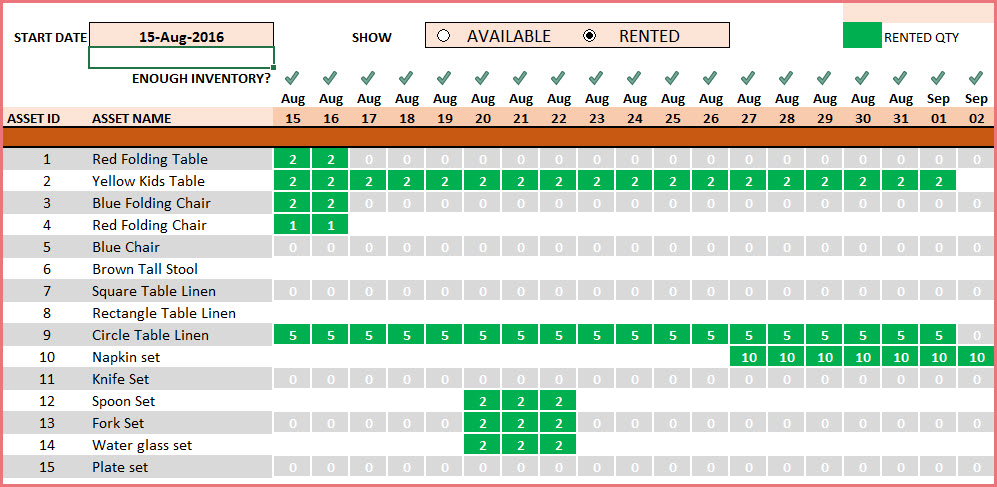 START DATE 15-Aug-2016 SHOW AVAILABLE RENTED RENTED QTY
ENOUGH INVENTORY?
Aug Aug Aug Aug Aug Aug Aug Aug Aug Aug Aug Aug Aug Aug Aug Aug Aug Sep Sep
ASSET ID ASSET NAME 15 16 17 18 19 20 21 22 23 24 25 26 27 28 29 30 31 01 02
1 Red Folding Table 2 2 0 0 0 0 0 0 0 0 0 0 0 0 0 0 0 0 0
2 Yellow Kids Table 2 2 2 2 2 2 2 2 2 2 2 2 2 2 2 2 2 2
3 Blue Folding Chair 2 2 0 0 0 0 0 0 0 0 0 0 0 0 0 0 0 0 0
4 Red Folding Chair 1 1
5 Blue Chair 0 0 0 0 0 0 0 0 0 0 0 0 0 0 0 0 0 0 0
6 Brown Tall Stool
7 Square Table Linen 0 0 0 0 0 0 0 0 0 0 0 0 0 0 0 0 0 0 0
8 Rectangle Table Linen
9 Circle Table Linen 5 5 5 5 5 5 5 5 5 5 5 5 5 5 5 5 5 5 0
10 Napkin set 10 10 10 10 10 10 10
11 Knife Set 0 0 0 0 0 0 0 0 0 0 0 0 0 0 0 0 0 0 0
12 Spoon Set 2 2 2
13 Fork Set 0 0 0 0 0 2 2 2 0 0 0 0 0 0 0 0 0 0 0
14 Water glass set 2 2 2
15 Plate set 0 0 0 0 0 0 0 0 0 0 0 0 0 0 0 0 0 0 0